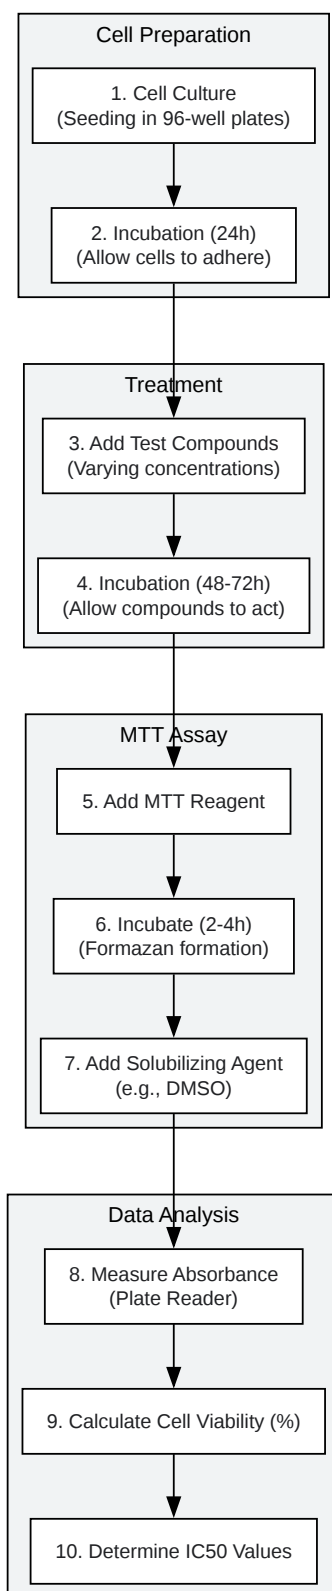 Cell Preparation
1. Cell Culture
(Seeding in 96-well plates)
2. Incubation (24h)
(Allow cells to adhere)
Treatment
3. Add Test Compounds
(Varying concentrations)
4. Incubation (48-72h)
(Allow compounds to act)
MTT Assay
5. Add MTT Reagent
6. Incubate (2-4h)
(Formazan formation)
7. Add Solubilizing Agent
(e.g., DMSO)
Data Analysis
8. Measure Absorbance
(Plate Reader)
9. Calculate Cell Viability (%)
10. Determine IC50 Values